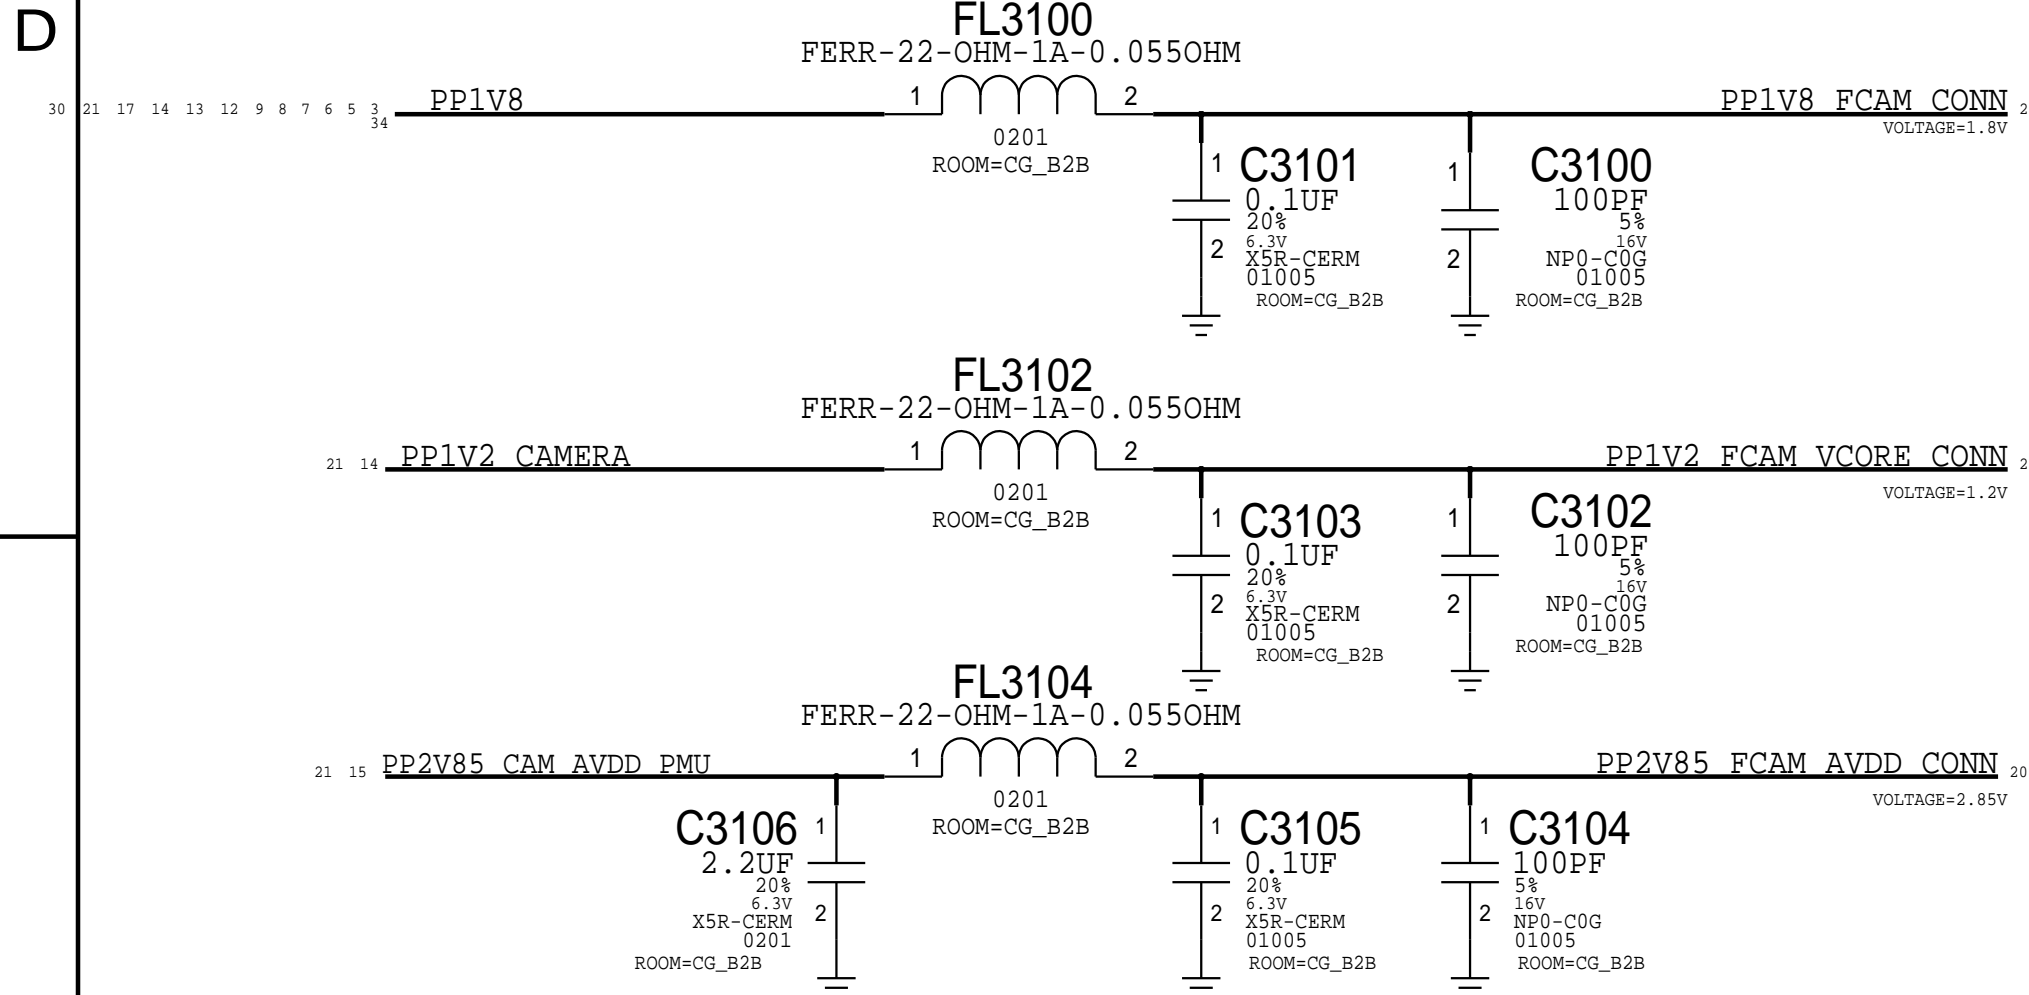 D
FL3100
FERR-22-OHM-1A-0.055OHM
30 21 17 14 13 12 9 8 7 6 5 3
34
PP1V8
1
2
PP1V8_FCAM_CONN
2
VOLTAGE=1.8V
0201
ROOM=CG_B2B
1
C3101
0.1UF
20%
6.3V
2
X5R-CERM
01005
ROOM=CG_B2B
1
C3100
100PF
5%
16V
2
NP0-C0G
01005
ROOM=CG_B2B
FL3102
FERR-22-OHM-1A-0.055OHM
21 14
PP1V2_CAMERA
1
2
PP1V2_FCAM_VCORE_CONN
2
VOLTAGE=1.2V
0201
ROOM=CG_B2B
1
C3103
0.1UF
20%
6.3V
2
X5R-CERM
01005
ROOM=CG_B2B
1
C3102
100PF
5%
16V
2
NP0-C0G
01005
ROOM=CG_B2B
FL3104
FERR-22-OHM-1A-0.055OHM
21 15
PP2V85_CAM_AVDD_PMU
1
2
PP2V85_FCAM_AVDD_CONN
20
VOLTAGE=2.85V
0201
ROOM=CG_B2B
C3106
1
2.2UF
20%
6.3V
X5R-CERM
2
0201
ROOM=CG_B2B
1
C3105
0.1UF
20%
6.3V
2
X5R-CERM
01005
ROOM=CG_B2B
1
C3104
100PF
5%
16V
2
NP0-C0G
01005
ROOM=CG_B2B